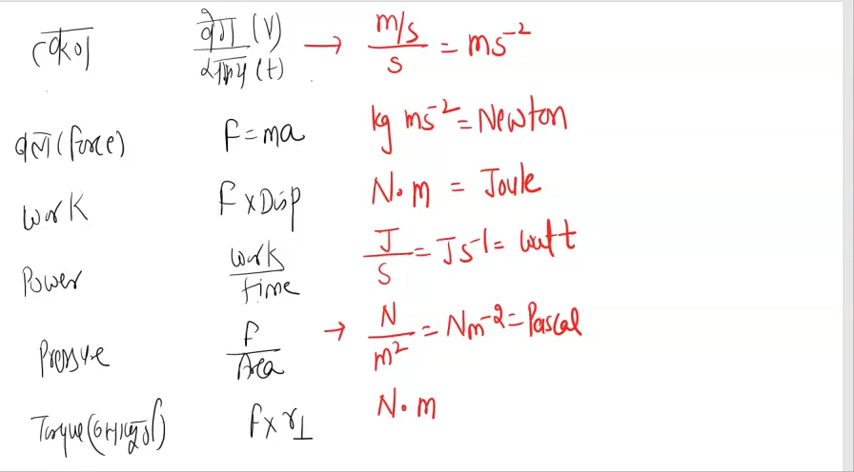 त्वरण वेग (V) / समय (t) → m/s / s = ms⁻²
बल (force) F = ma kg ms⁻² = Newton
Work F x Disp N. m = Joule
Power work / time J / S = Js⁻¹ = watt
Pressure F / Area → N / m² = Nm⁻² = Pascal
Torque ( F x r⊥ N. m